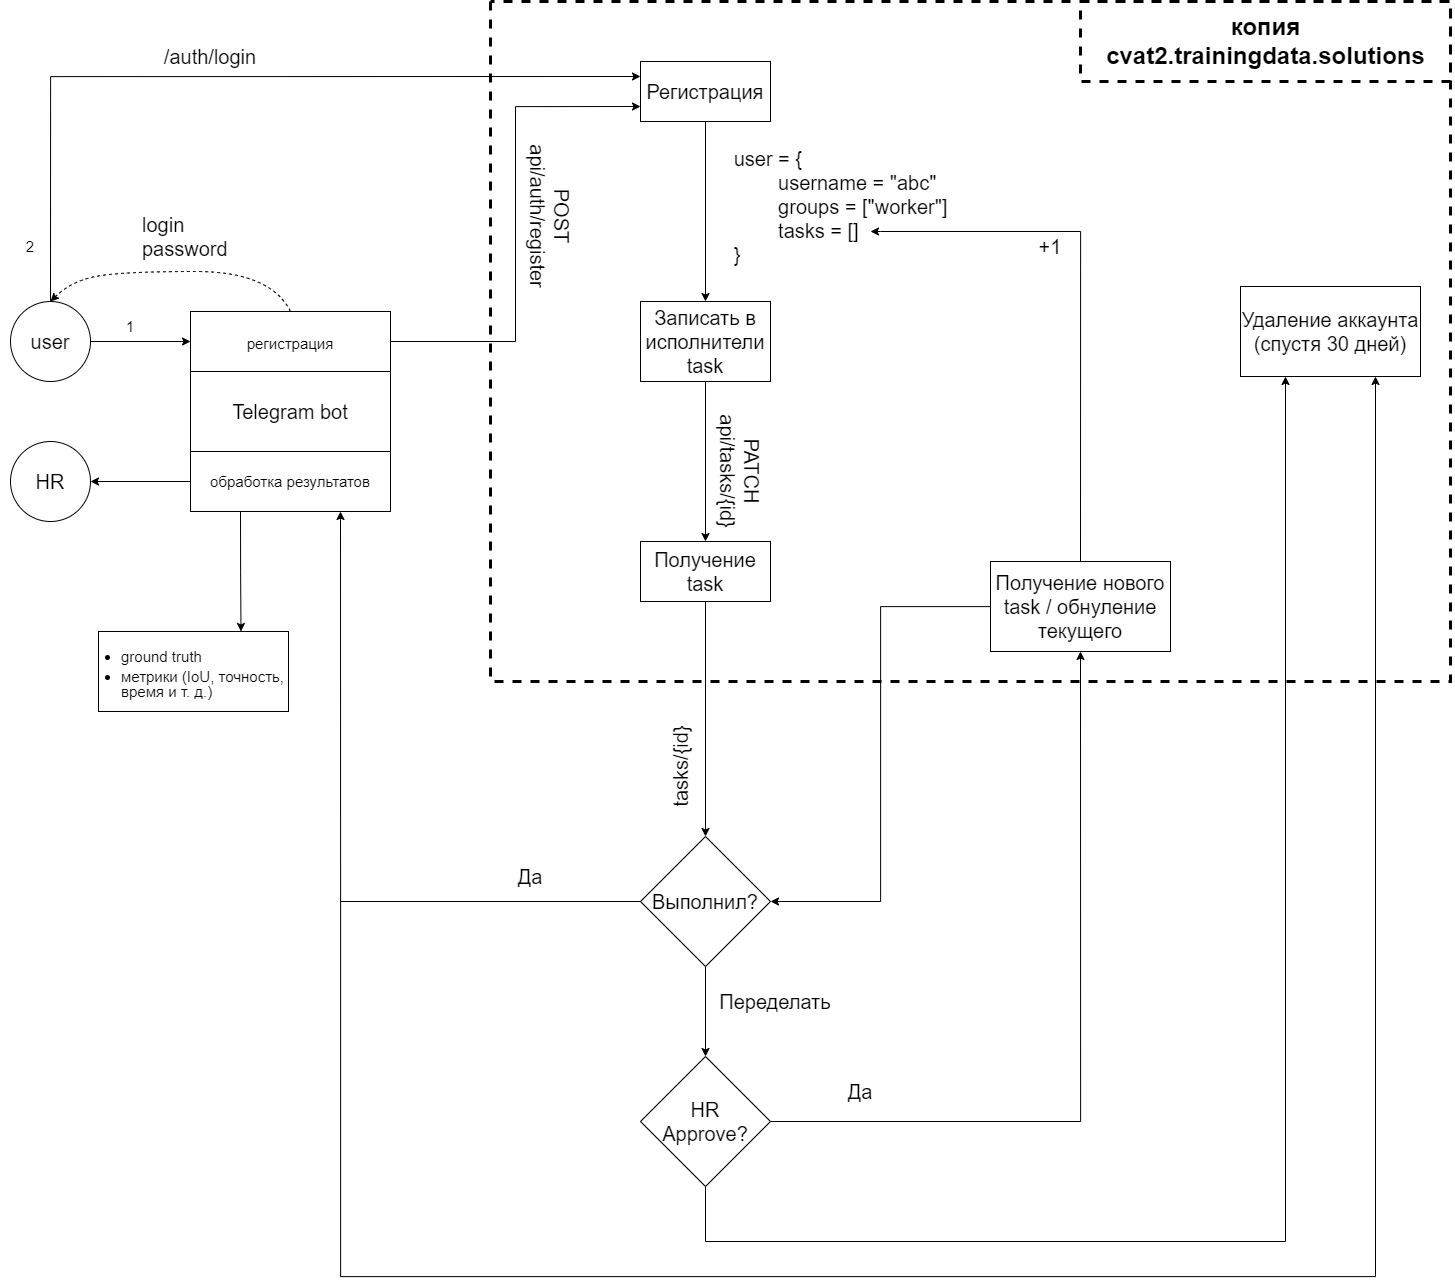 копия
cvat2.trainingdata.solutions
/auth/login
Регистрация
POST
api/auth/register
user = {
username = "abc"
groups = ["worker"]
tasks = []
}
+1
login
password
2
1
user
регистрация
Telegram bot
обработка результатов
HR
Записать в
исполнители
task
Удаление аккаунта
(спустя 30 дней)
PATCH
api/tasks/{id}
Получение
task
Получение нового
task / обнуление
текущего
ground truth
метрики (IoU, точность,
время и т. д.)
tasks/{id}
Да
Выполнил?
Переделать
HR
Approve?
Да